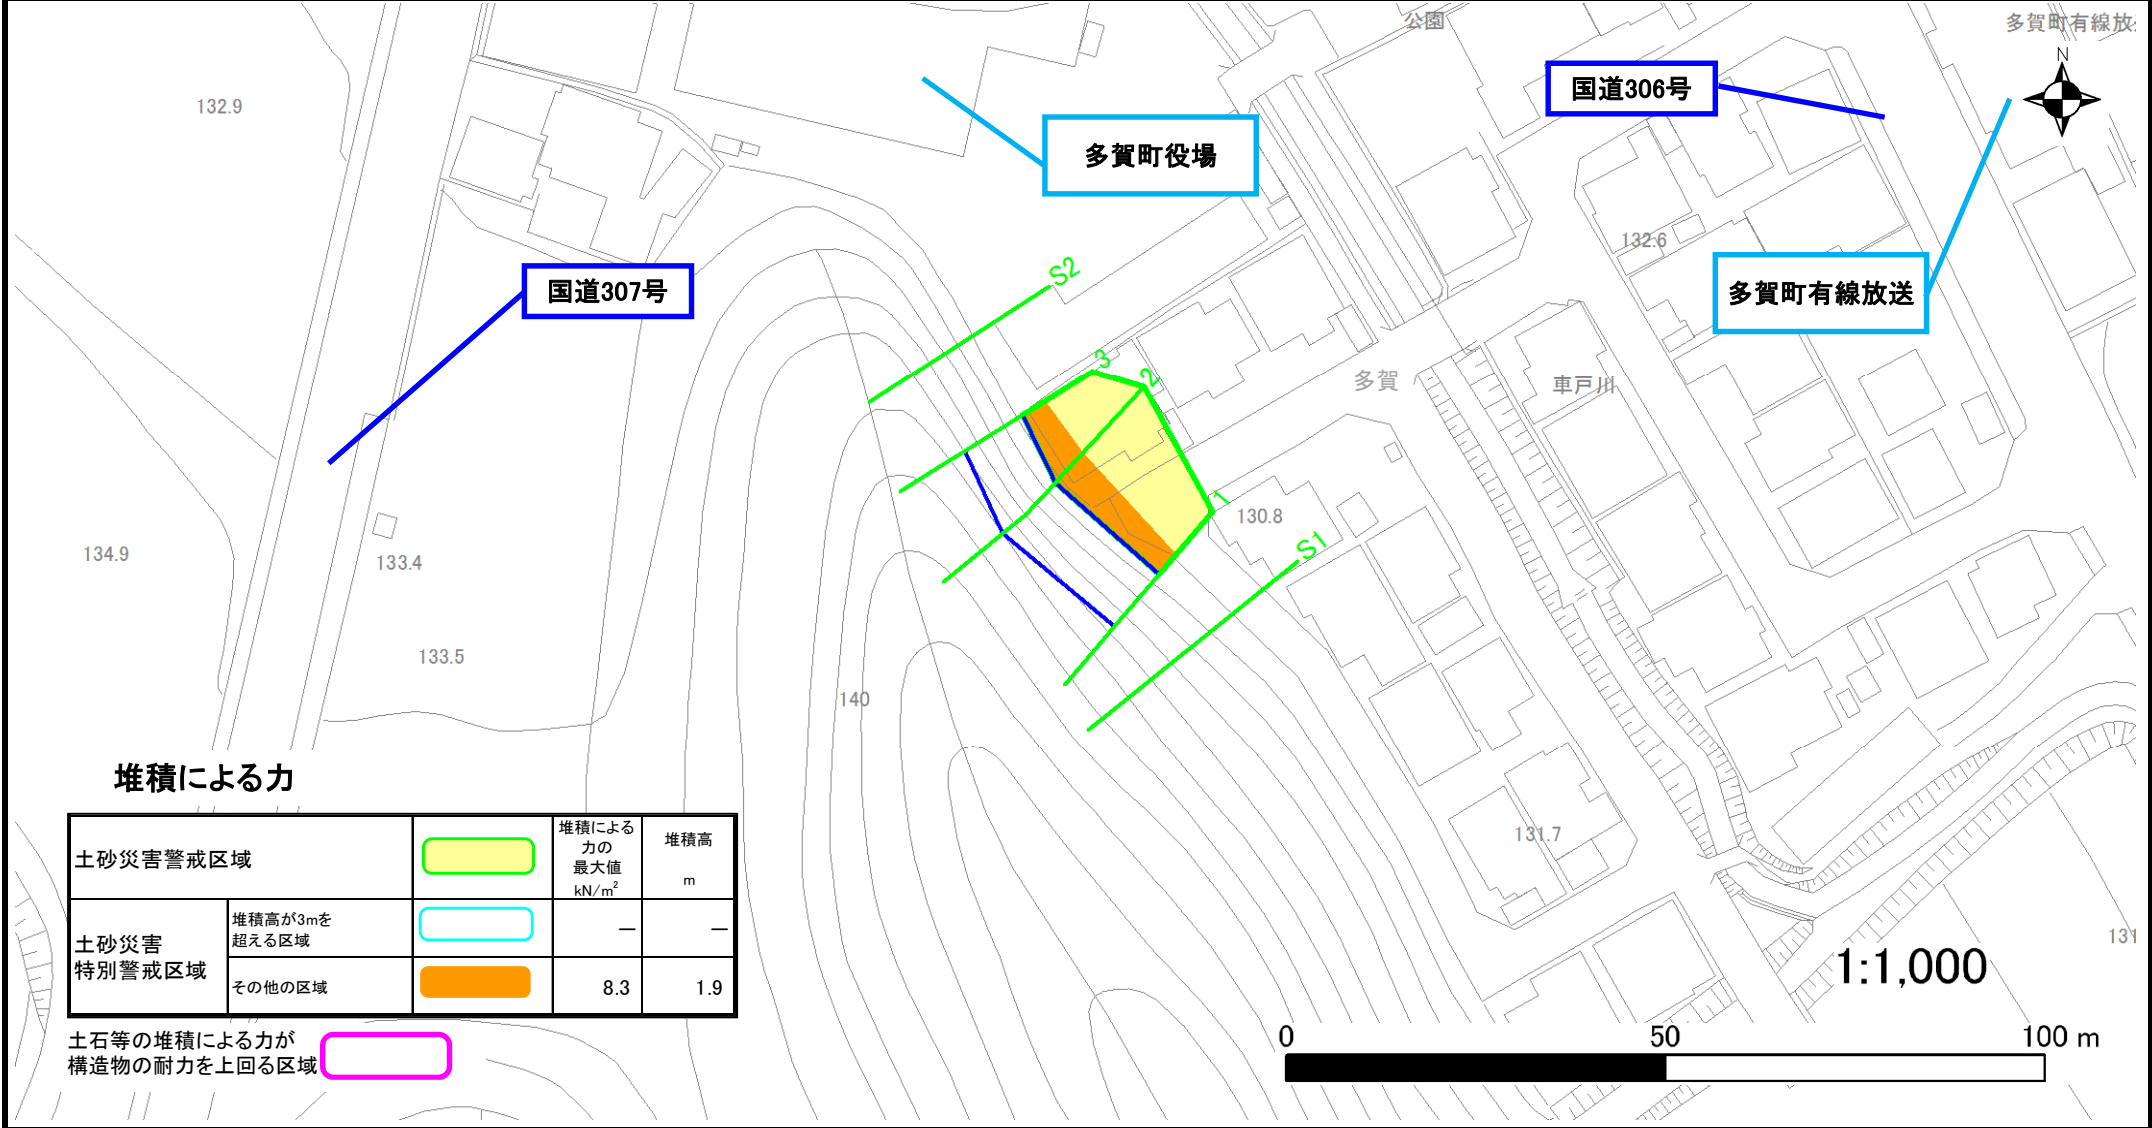 公園
多賀町有線放
N
132.9
国道306号
多賀町役場
132.6
S2
国道307号
多賀町有線放送
3
2
多賀
車戸川
1
130.8
S1
134.9
133.4
133.5
140
131.7
131
堆積による力
土砂災害警戒区域
堆積による
力の
最大値
kN/m²
堆積高
m
土砂災害
特別警戒区域
堆積高が3mを
超える区域
— —
その他の区域
8.3 1.9
土石等の堆積による力が
構造物の耐力を上回る区域
1:1,000
0 50 100 m